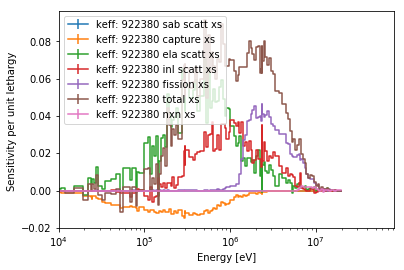 keff: 922380 sab scatt xs
keff: 922380 capture xs
keff: 922380 ela scatt xs
keff: 922380 inl scatt xs
keff: 922380 fission xs
keff: 922380 total xs
keff: 922380 nxn xs
Sensitivity per unit lethargy
0.08
0.06
0.04
0.02
0.00
−0.02
10⁴ 10⁵ 10⁶ 10⁷
Energy [eV]